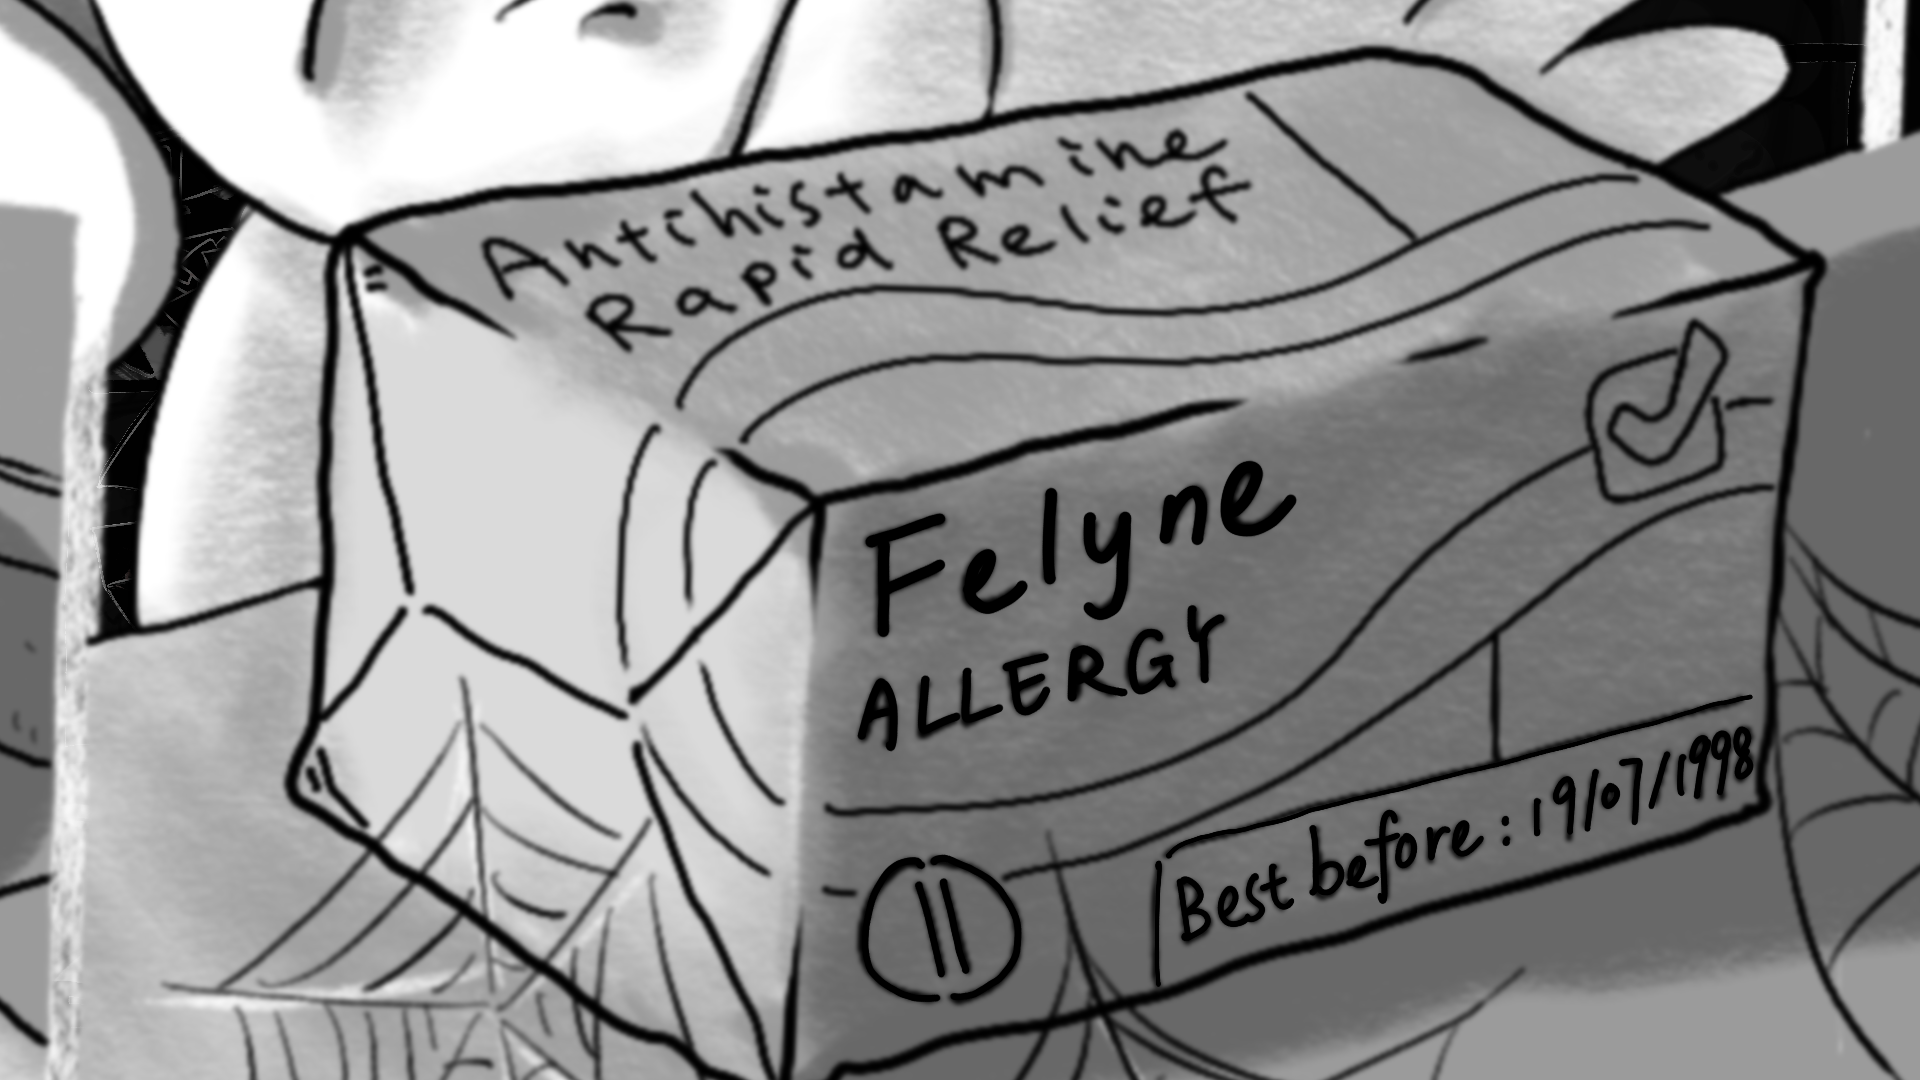 Antihistamine
Rapid Relief
Felyne
ALLERGY
Best before: 19/07/1998